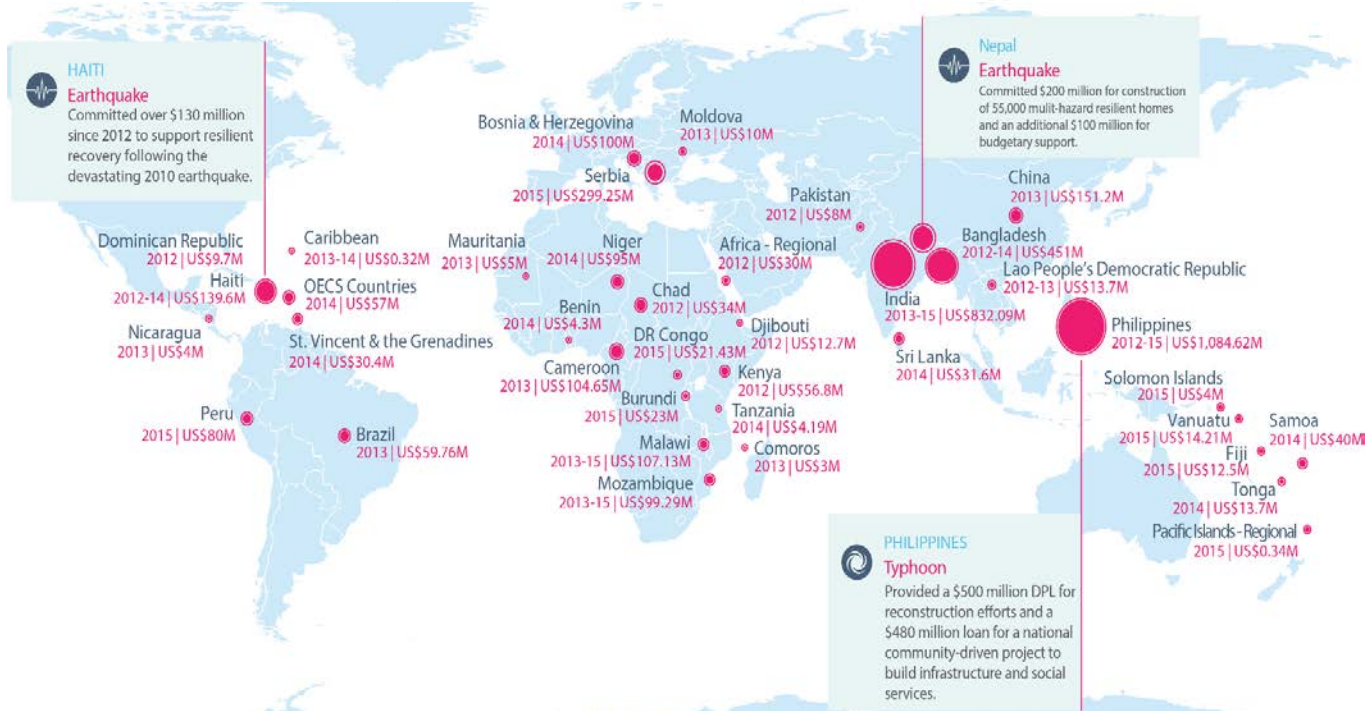 HAITI
Earthquake
Committed over $130 million
since 2012 to support resilient
recovery following the
devastating 2010 earthquake.
Nepal
Earthquake
Committed $200 million for construction
of 55,000 mulit-hazard resilient homes
and an additional $100 million for
budgetary support.
Bosnia & Herzegovina
2014 | US$100M
Moldova
2013 | US$10M
Serbia
2015 | US$299.25M
Pakistan
2012 | US$8M
China
2013 | US$151.2M
Dominican Republic
2012 | US$9.7M
Haiti
2012-14 | US$139.6M
Caribbean
2013-14 | US$0.32M
OECS Countries
2014 | US$57M
Nicaragua
2013 | US$4M
St. Vincent & the Grenadines
2014 | US$30.4M
Peru
2015 | US$80M
Brazil
2013 | US$59.76M
Mauritania
2013 | US$5M
Niger
2014 | US$95M
Africa - Regional
2012 | US$30M
Chad
2012 | US$34M
Benin
2014 | US$4.3M
DR Congo
2015 | US$21.43M
Djibouti
2012 | US$12.7M
Cameroon
2013 | US$104.65M
Kenya
2012 | US$56.8M
Burundi
2015 | US$23M
Tanzania
2014 | US$4.19M
Malawi
2013-15 | US$107.13M
Comoros
2013 | US$3M
Mozambique
2013-15 | US$99.29M
Bangladesh
2012-14 | US$451M
Lao People's Democratic Republic
2012-13 | US$13.7M
India
2013-15 | US$832.09M
Philippines
2012-15 | US$1,084.62M
Sri Lanka
2014 | US$31.6M
Solomon Islands
2015 | US$4M
Vanuatu
2015 | US$14.21M
Samoa
2014 | US$40M
Fiji
2015 | US$12.5M
Tonga
2014 | US$13.7M
Pacific Islands - Regional
2015 | US$0.34M
PHILIPPINES
Typhoon
Provided a $500 million DPL for
reconstruction efforts and a
$480 million loan for a national
community-driven project to
build infrastructure and social
services.